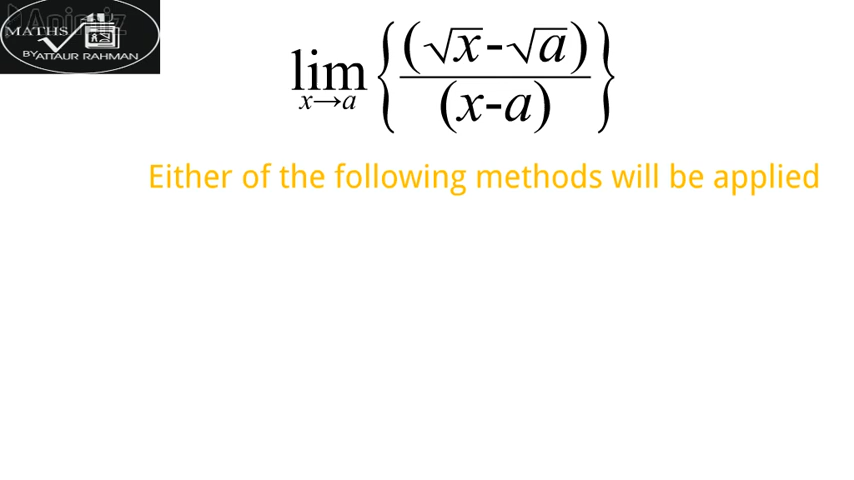 MATHS
BY ATTAUR RAHMAN
lim x→a {(√x-√a)/(x-a)}
Either of the following methods will be applied